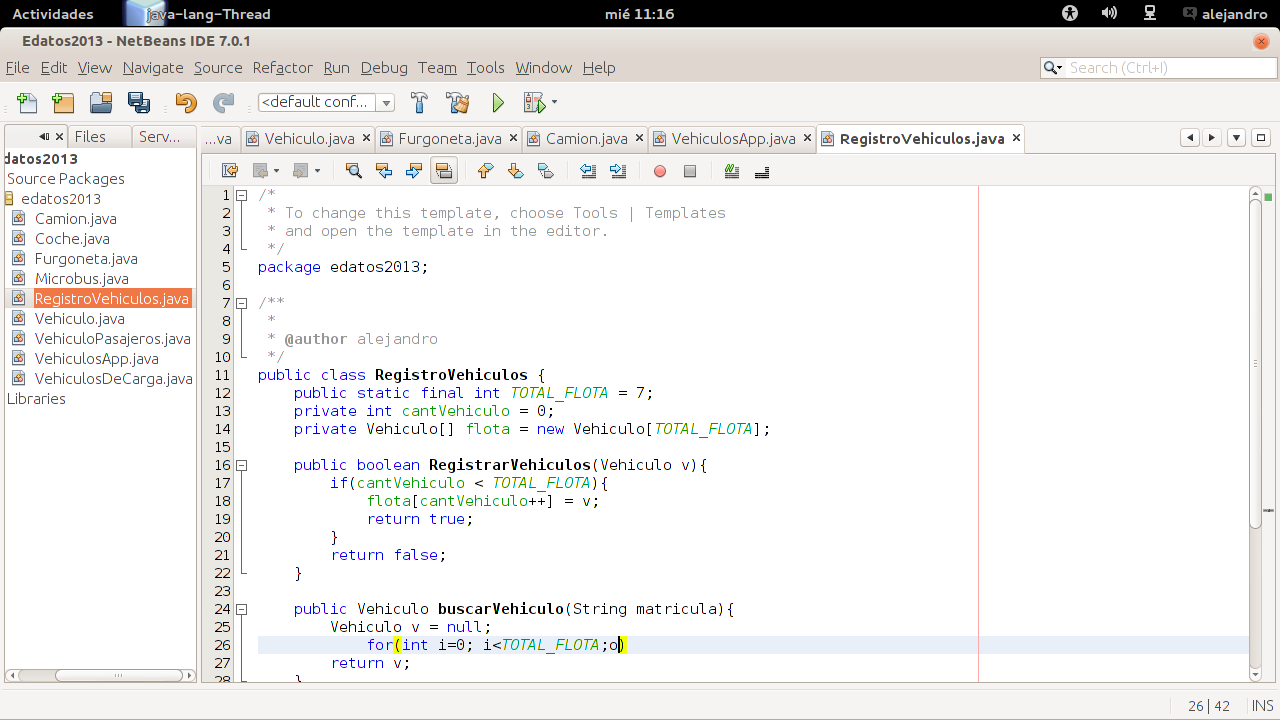 Actividades java-lang-Thread mié 11:16 alejandro
Edatos2013 - NetBeans IDE 7.0.1
File Edit View Navigate Source Refactor Run Debug Team Tools Window Help Search (Ctrl+I)
<default conf...
Files Serv... ...va Vehiculo.java Furgoneta.java Camion.java VehiculosApp.java RegistroVehiculos.java
datos2013
Source Packages
edatos2013
Camion.java
Coche.java
Furgoneta.java
Microbus.java
RegistroVehiculos.java
Vehiculo.java
VehiculoPasajeros.java
VehiculosApp.java
VehiculosDeCarga.java
Libraries
1 /*
2 * To change this template, choose Tools | Templates
3 * and open the template in the editor.
4 */
5 package edatos2013;
6
7 /**
8 *
9 * @author alejandro
10 */
11 public class RegistroVehiculos {
12 public static final int TOTAL_FLOTA = 7;
13 private int cantVehiculo = 0;
14 private Vehiculo[] flota = new Vehiculo[TOTAL_FLOTA];
15
16 public boolean RegistrarVehiculos(Vehiculo v){
17 if(cantVehiculo < TOTAL_FLOTA){
18 flota[cantVehiculo++] = v;
19 return true;
20 }
21 return false;
22 }
23
24 public Vehiculo buscarVehiculo(String matricula){
25 Vehiculo v = null;
26 for(int i=0; i<TOTAL_FLOTA;o)
27 return v;
28 }
26 | 42 INS